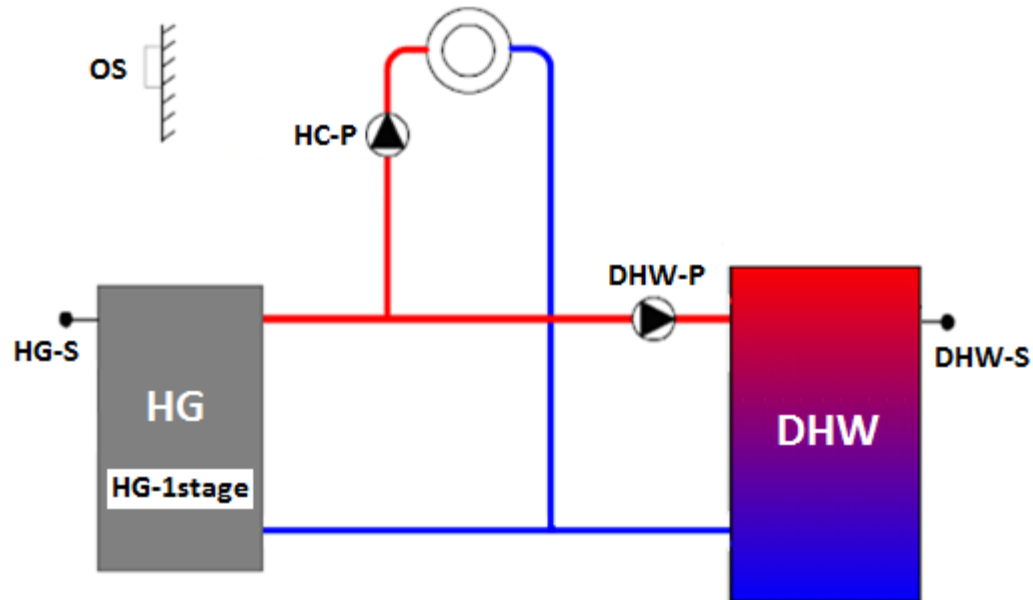 OS
HC-P
DHW-P
HG-S
DHW-S
HG
DHW
HG-1stage